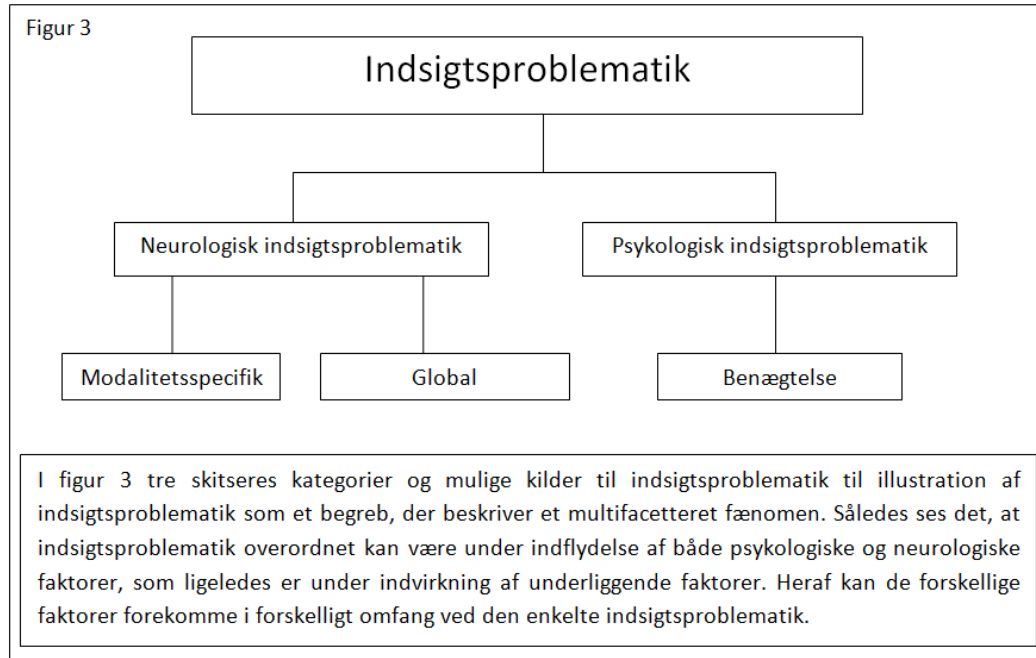 Figur 3
Indsigtsproblematik
Neurologisk indsigtsproblematik
Psykologisk indsigtsproblematik
Modalitetsspecifik
Global
Benægtelse
I figur 3 tre skitseres kategorier og mulige kilder til indsigtsproblematik til illustration af
indsigtsproblematik som et begreb, der beskriver et multifacetteret fænomen. Således ses det, at
indsigtsproblematik overordnet kan være under indflydelse af både psykologiske og neurologiske
faktorer, som ligeledes er under indvirkning af underliggende faktorer. Heraf kan de forskellige
faktorer forekomme i forskelligt omfang ved den enkelte indsigtsproblematik.